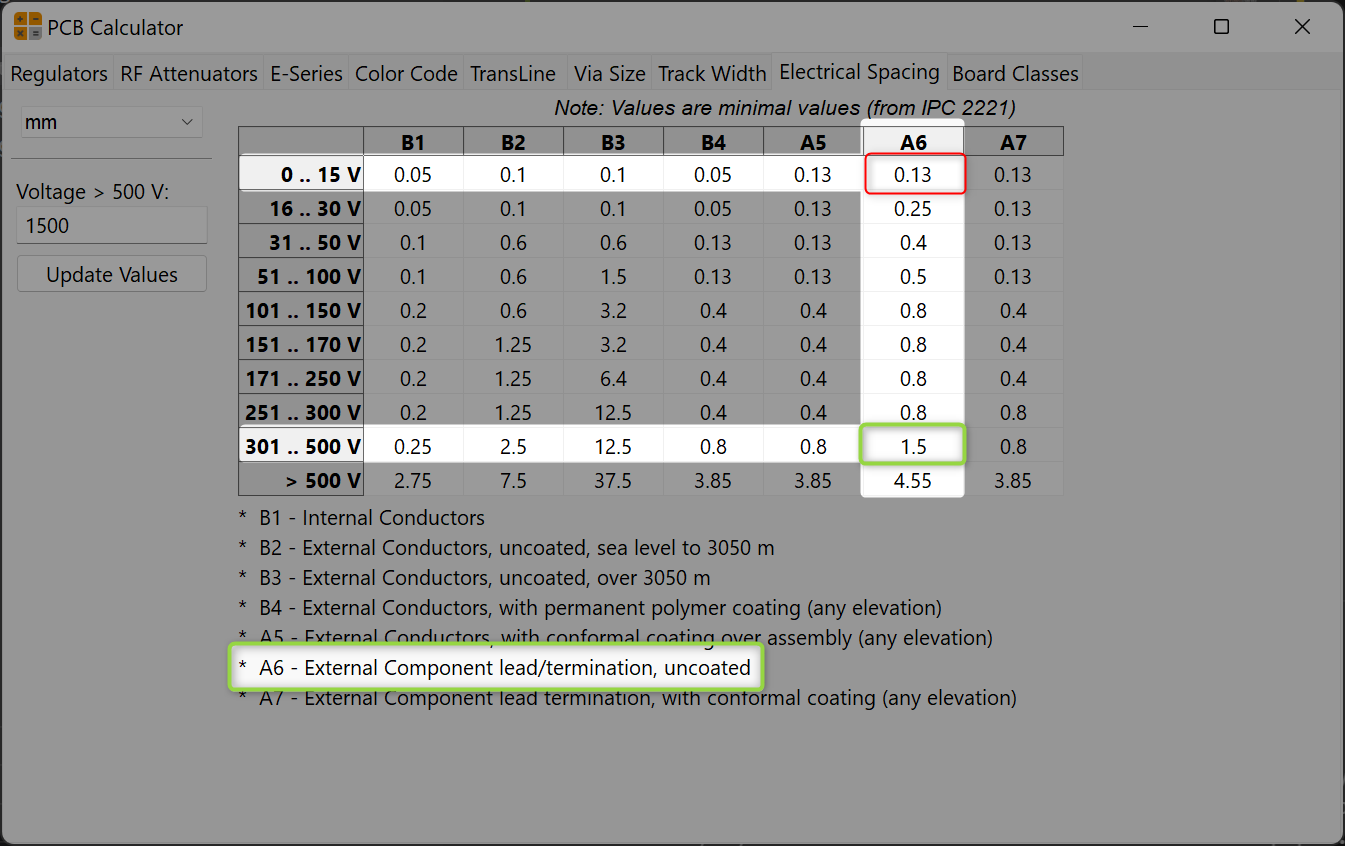 PCB Calculator
Regulators RF Attenuators E-Series Color Code TransLine Via Size Track Width Electrical Spacing Board Classes
mm
Note: Values are minimal values (from IPC 2221)
Voltage > 500 V:
1500
Update Values
B1 B2 B3 B4 A5 A6 A7
0 .. 15 V 0.05 0.1 0.1 0.05 0.13 0.13 0.13
16 .. 30 V 0.05 0.1 0.1 0.05 0.13 0.25 0.13
31 .. 50 V 0.1 0.6 0.6 0.13 0.13 0.4 0.13
51 .. 100 V 0.1 0.6 1.5 0.13 0.13 0.5 0.13
101 .. 150 V 0.2 0.6 3.2 0.4 0.4 0.8 0.4
151 .. 170 V 0.2 1.25 3.2 0.4 0.4 0.8 0.4
171 .. 250 V 0.2 1.25 6.4 0.4 0.4 0.8 0.4
251 .. 300 V 0.2 1.25 12.5 0.4 0.4 0.8 0.8
301 .. 500 V 0.25 2.5 12.5 0.8 0.8 1.5 0.8
> 500 V 2.75 7.5 37.5 3.85 3.85 4.55 3.85
* B1 - Internal Conductors
* B2 - External Conductors, uncoated, sea level to 3050 m
* B3 - External Conductors, uncoated, over 3050 m
* B4 - External Conductors, with permanent polymer coating (any elevation)
* A5 - External Conductors, with conformal coating over assembly (any elevation)
* A6 - External Component lead/termination, uncoated
* A7 - External Component lead termination, with conformal coating (any elevation)